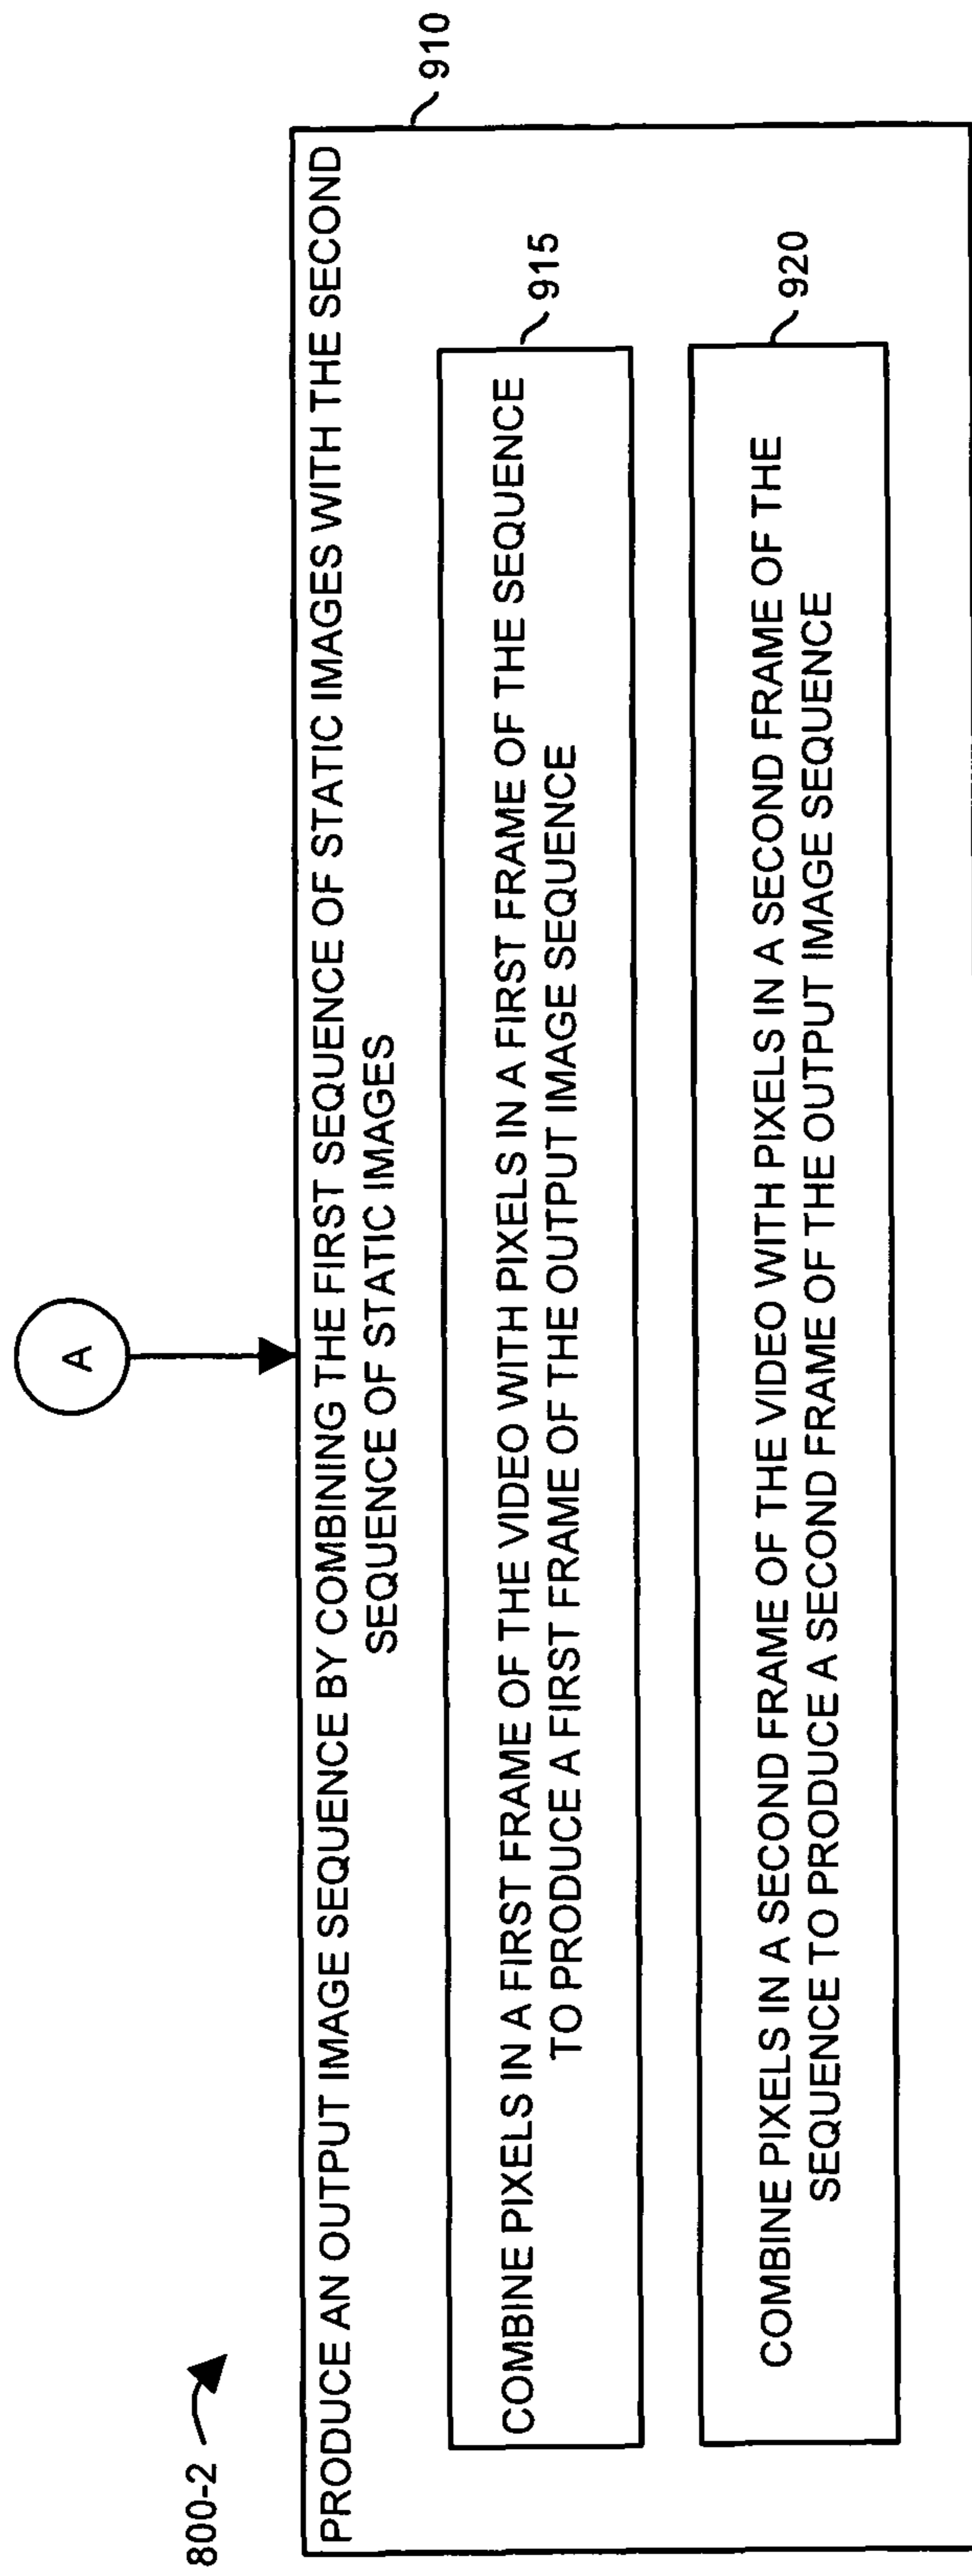 800-2
A
910
PRODUCE AN OUTPUT IMAGE SEQUENCE BY COMBINING THE FIRST SEQUENCE OF STATIC IMAGES WITH THE SECOND
SEQUENCE OF STATIC IMAGES
915
COMBINE PIXELS IN A FIRST FRAME OF THE VIDEO WITH PIXELS IN A FIRST FRAME OF THE SEQUENCE
TO PRODUCE A FIRST FRAME OF THE OUTPUT IMAGE SEQUENCE
920
COMBINE PIXELS IN A SECOND FRAME OF THE VIDEO WITH PIXELS IN A SECOND FRAME OF THE
SEQUENCE TO PRODUCE A SECOND FRAME OF THE OUTPUT IMAGE SEQUENCE